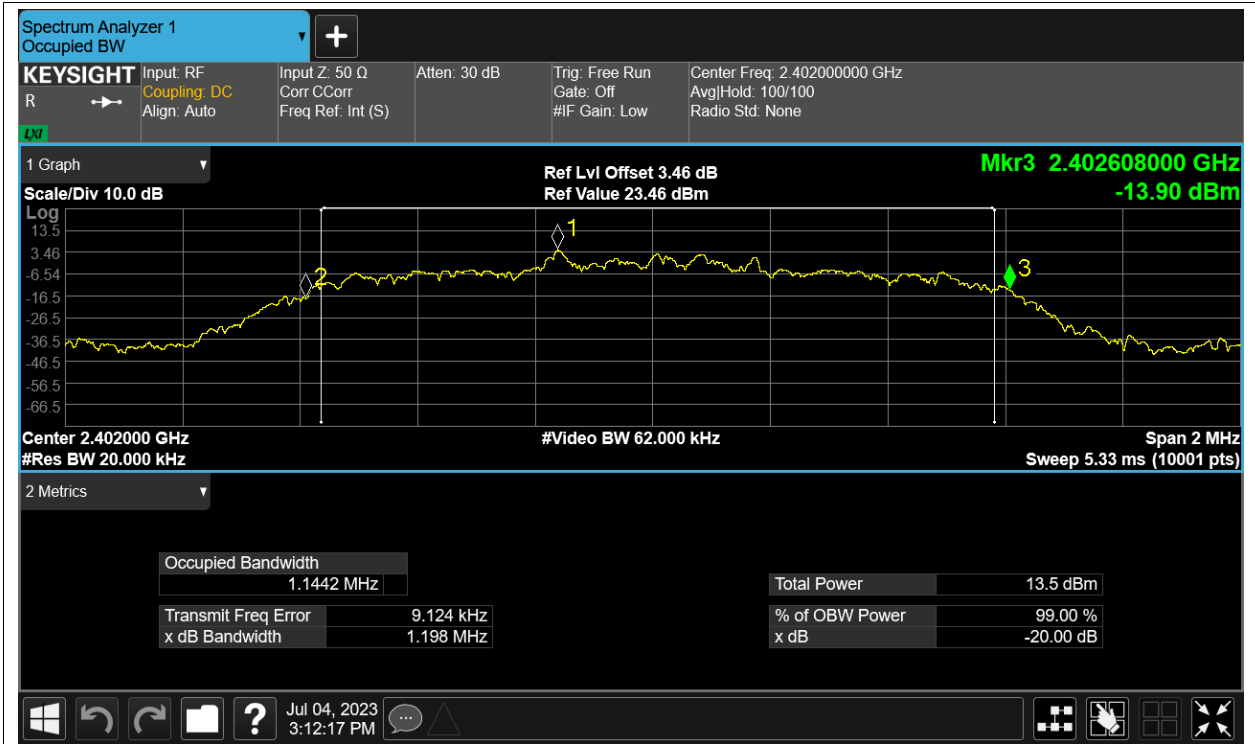 Spectrum Analyzer 1
Occupied BW
+
KEYSIGHT
R
LXI
Input: RF
Coupling: DC
Align: Auto
Input Z: 50 Ω
Corr CCorr
Freq Ref: Int (S)
Atten: 30 dB
Trig: Free Run
Gate: Off
#IF Gain: Low
Center Freq: 2.402000000 GHz
Avg|Hold: 100/100
Radio Std: None
1 Graph
Scale/Div 10.0 dB
Ref Lvl Offset 3.46 dB
Ref Value 23.46 dBm
Mkr3 2.402608000 GHz
-13.90 dBm
Log
13.5
3.46
-6.54
-16.5
-26.5
-36.5
-46.5
-56.5
-66.5
1
2
3
Center 2.402000 GHz
#Res BW 20.000 kHz
#Video BW 62.000 kHz
Span 2 MHz
Sweep 5.33 ms (10001 pts)
2 Metrics
Occupied Bandwidth
1.1442 MHz
Transmit Freq Error 9.124 kHz
x dB Bandwidth 1.198 MHz
Total Power 13.5 dBm
% of OBW Power 99.00 %
x dB -20.00 dB
?
Jul 04, 2023
3:12:17 PM